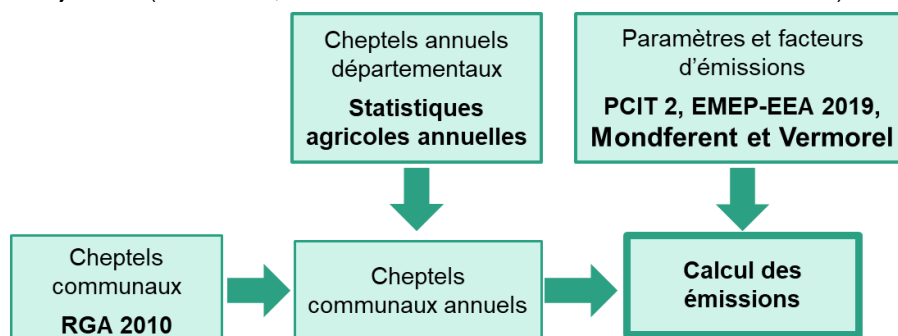 Cheptels annuels
départementaux
Statistiques
agricoles annuelles
Paramètres et facteurs
d'émissions
PCIT 2, EMEP-EEA 2019,
Mondferent et Vermorel
Cheptels
communaux
RGA 2010
Cheptels
communaux annuels
Calcul des
émissions